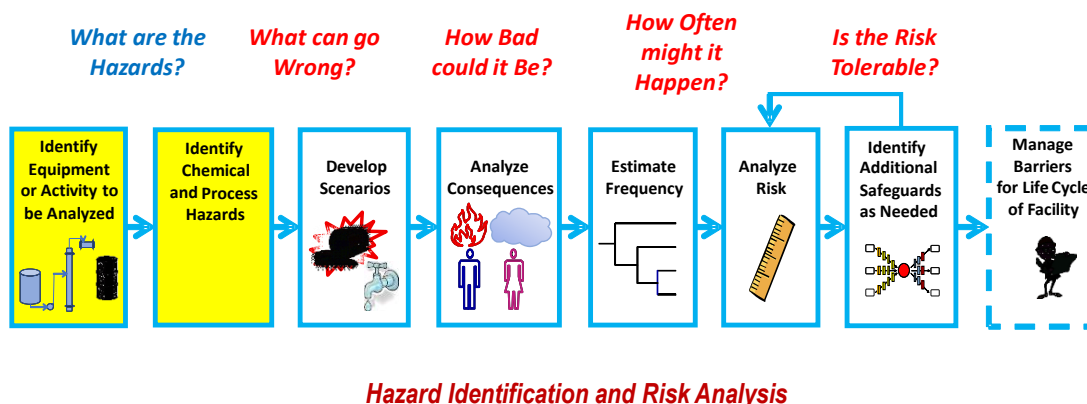 What are the
Hazards?
What can go
Wrong?
How Bad
could it Be?
How Often
might it
Happen?
Is the Risk
Tolerable?
Identify
Equipment
or Activity to
be Analyzed
Identify
Chemical
and Process
Hazards
Develop
Scenarios
Analyze
Consequences
Estimate
Frequency
Analyze
Risk
Identify
Additional
Safeguards
as Needed
Manage
Barriers
for Life Cycle
of Facility
Hazard Identification and Risk Analysis